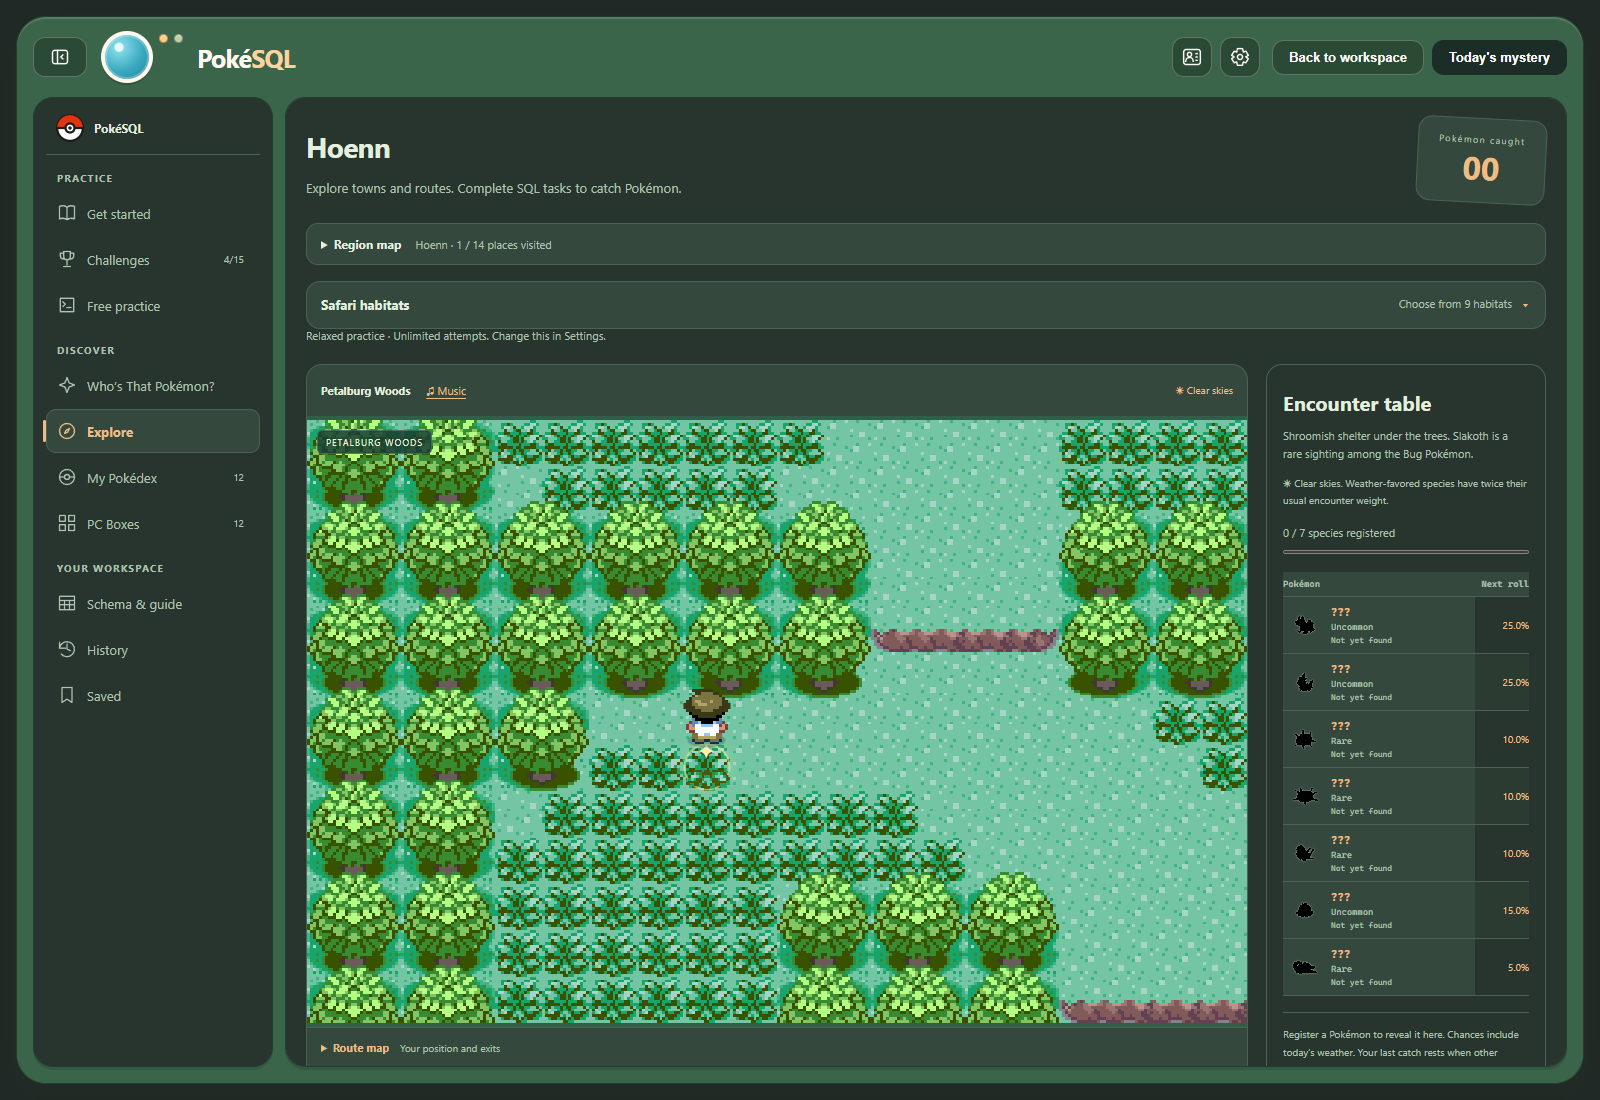 PokéSQL
Back to workspace
Today's mystery
PokéSQL
PRACTICE
Get started
Challenges 4/15
Free practice
DISCOVER
Who's That Pokémon?
Explore
My Pokédex 12
PC Boxes 12
YOUR WORKSPACE
Schema & guide
History
Saved
Hoenn
Explore towns and routes. Complete SQL tasks to catch Pokémon.
Pokémon caught
00
Region map Hoenn · 1 / 14 places visited
Safari habitats Choose from 9 habitats
Relaxed practice · Unlimited attempts. Change this in Settings.
Petalburg Woods ♫ Music ☀ Clear skies
PETALBURG WOODS
Route map Your position and exits
Encounter table
Shroomish shelter under the trees. Slakoth is a
rare sighting among the Bug Pokémon.
☀ Clear skies. Weather-favored species have twice their
usual encounter weight.
0 / 7 species registered
Pokémon Next roll
???
Uncommon 25.0%
Not yet found
???
Uncommon 25.0%
Not yet found
???
Rare 10.0%
Not yet found
???
Rare 10.0%
Not yet found
???
Rare 10.0%
Not yet found
???
Uncommon 15.0%
Not yet found
???
Rare 5.0%
Not yet found
Register a Pokémon to reveal it here. Chances include
today's weather. Your last catch rests when other